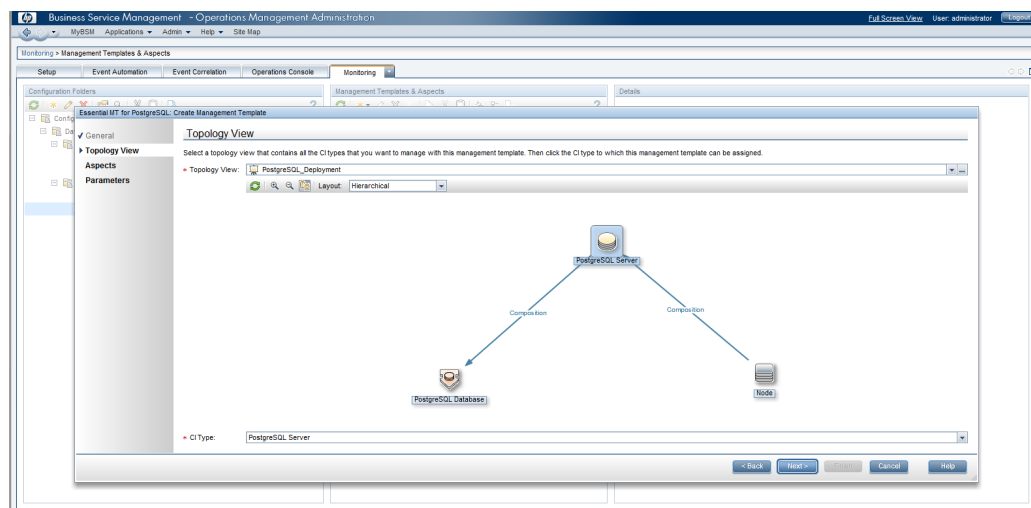 hp Business Service Management - Operations Management Administration Full Screen View User: administrator Logout
MyBSM Applications Admin Help Site Map
Monitoring > Management Templates & Aspects
Setup Event Automation Event Correlation Operations Console Monitoring
Configuration Folders Management Templates & Aspects Details
Essential MT for PostgreSQL: Create Management Template
General
Topology View
Aspects
Parameters
Topology View
Select a topology view that contains all the CI types that you want to manage with this management template. Then click the CI type to which this management template can be assigned.
* Topology View: PostgreSQL_Deployment ...
Layout: Hierarchical
PostgreSQL Server
Composition Composition
PostgreSQL Database Node
* CI Type: PostgreSQL Server
< Back Next > Finish Cancel Help